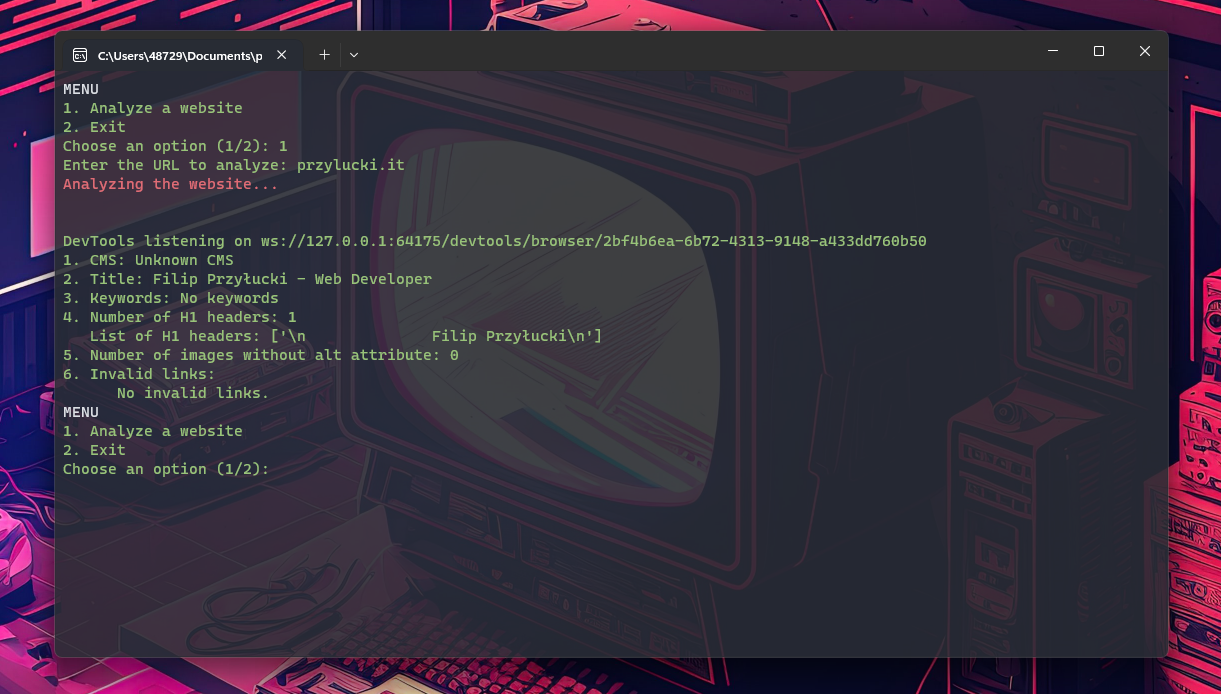 C:\Users\48729\Documents\p
MENU
1. Analyze a website
2. Exit
Choose an option (1/2): 1
Enter the URL to analyze: przylucki.it
Analyzing the website...
DevTools listening on ws://127.0.0.1:64175/devtools/browser/2bf4b6ea-6b72-4313-9148-a433dd760b50
1. CMS: Unknown CMS
2. Title: Filip Przyłucki - Web Developer
3. Keywords: No keywords
4. Number of H1 headers: 1
List of H1 headers: ['\n              Filip Przyłucki\n']
5. Number of images without alt attribute: 0
6. Invalid links:
No invalid links.
MENU
1. Analyze a website
2. Exit
Choose an option (1/2):